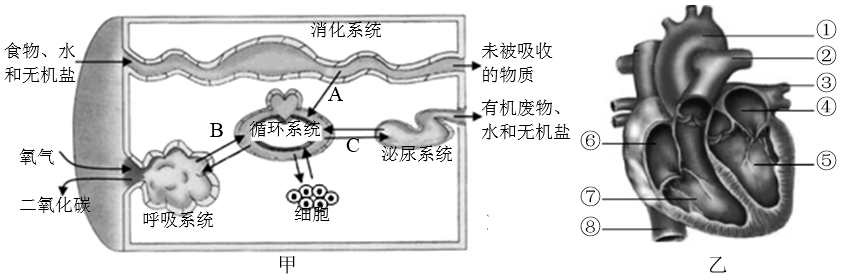 消化系统
食物、水
和无机盐
未被吸收
的物质
A
有机废物、
水和无机盐
B
循环系统
C
泌尿系统
氧气
二氧化碳
呼吸系统
细胞
甲
①
②
③
④
⑤
⑥
⑦
⑧
乙